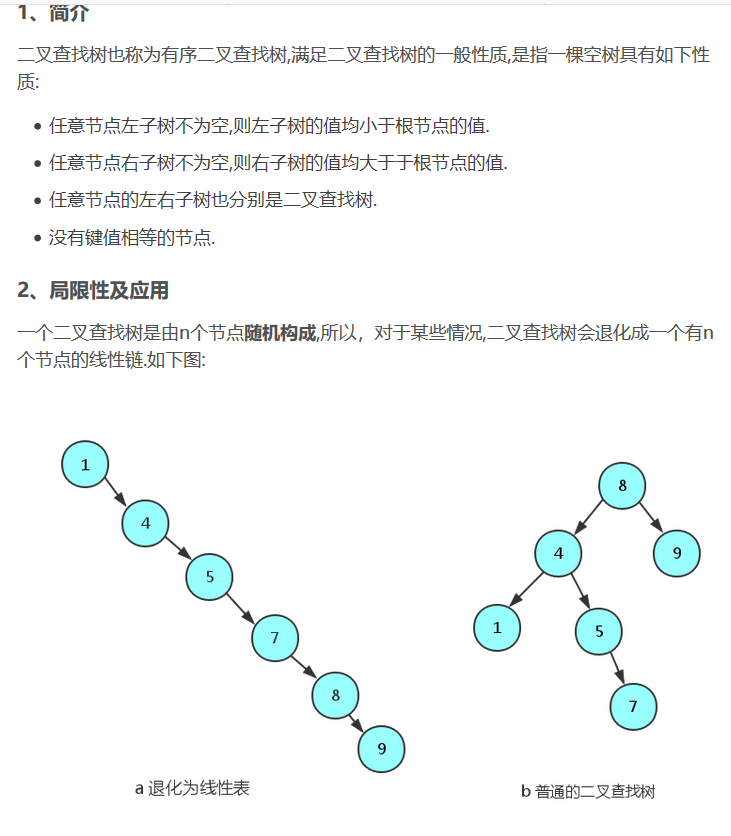 1、简介
二叉查找树也称为有序二叉查找树,满足二叉查找树的一般性质,是指一棵空树具有如下性
质:
• 任意节点左子树不为空,则左子树的值均小于根节点的值.
• 任意节点右子树不为空,则右子树的值均大于于根节点的值.
• 任意节点的左右子树也分别是二叉查找树.
• 没有键值相等的节点.
2、局限性及应用
一个二叉查找树是由n个节点随机构成,所以，对于某些情况,二叉查找树会退化成一个有n
个节点的线性链.如下图:
1
4
5
7
8
9
a 退化为线性表
8
4
9
1
5
7
b 普通的二叉查找树